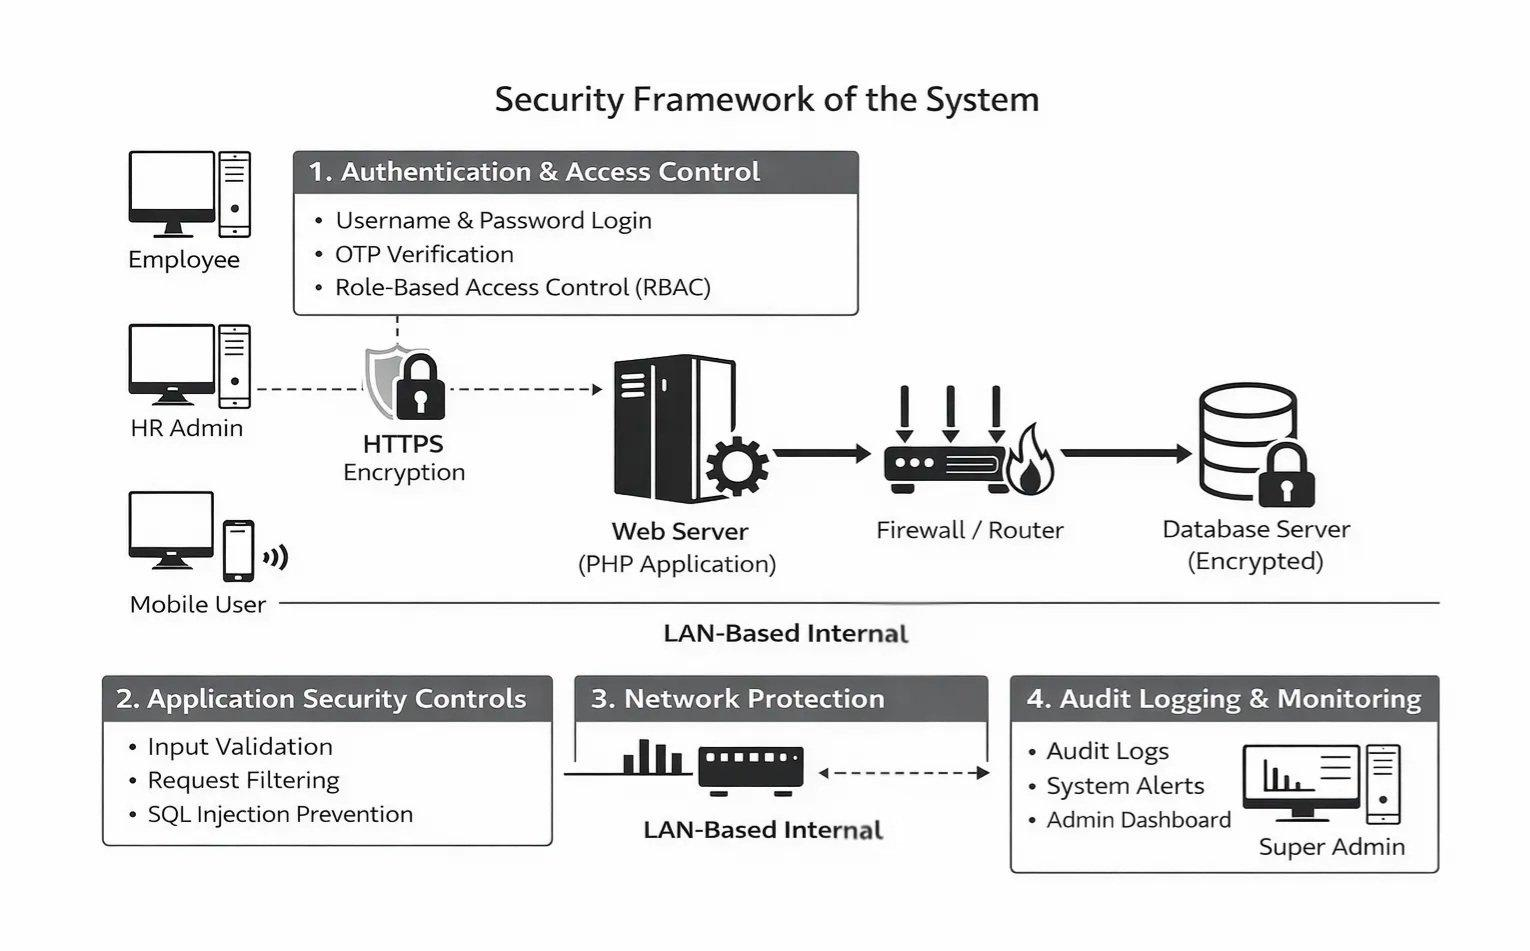 Security Framework of the System
Employee
1. Authentication & Access Control
• Username & Password Login
• OTP Verification
• Role-Based Access Control (RBAC)
HR Admin
HTTPS
Encryption
Web Server
(PHP Application)
Firewall / Router
Database Server
(Encrypted)
Mobile User
LAN-Based Internal
2. Application Security Controls
• Input Validation
• Request Filtering
• SQL Injection Prevention
3. Network Protection
LAN-Based Internal
4. Audit Logging & Monitoring
• Audit Logs
• System Alerts
• Admin Dashboard
Super Admin